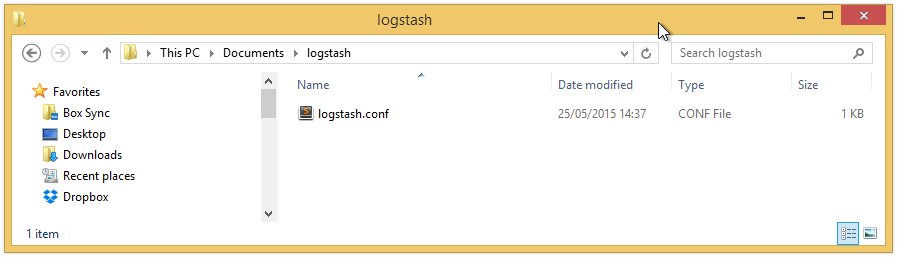 logstash
This PC Documents logstash
Search logstash
Name Date modified Type Size
Favorites
Box Sync
Desktop
Downloads
Recent places
Dropbox
logstash.conf 25/05/2015 14:37 CONF File 1 KB
1 item